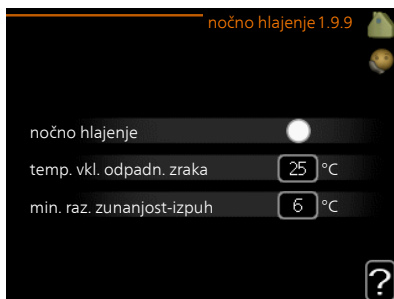 nočno hlajenje 1.9.9
nočno hlajenje
temp. vkl. odpadn. zraka 25 °C
min. raz. zunanjost-izpuh 6 °C
?